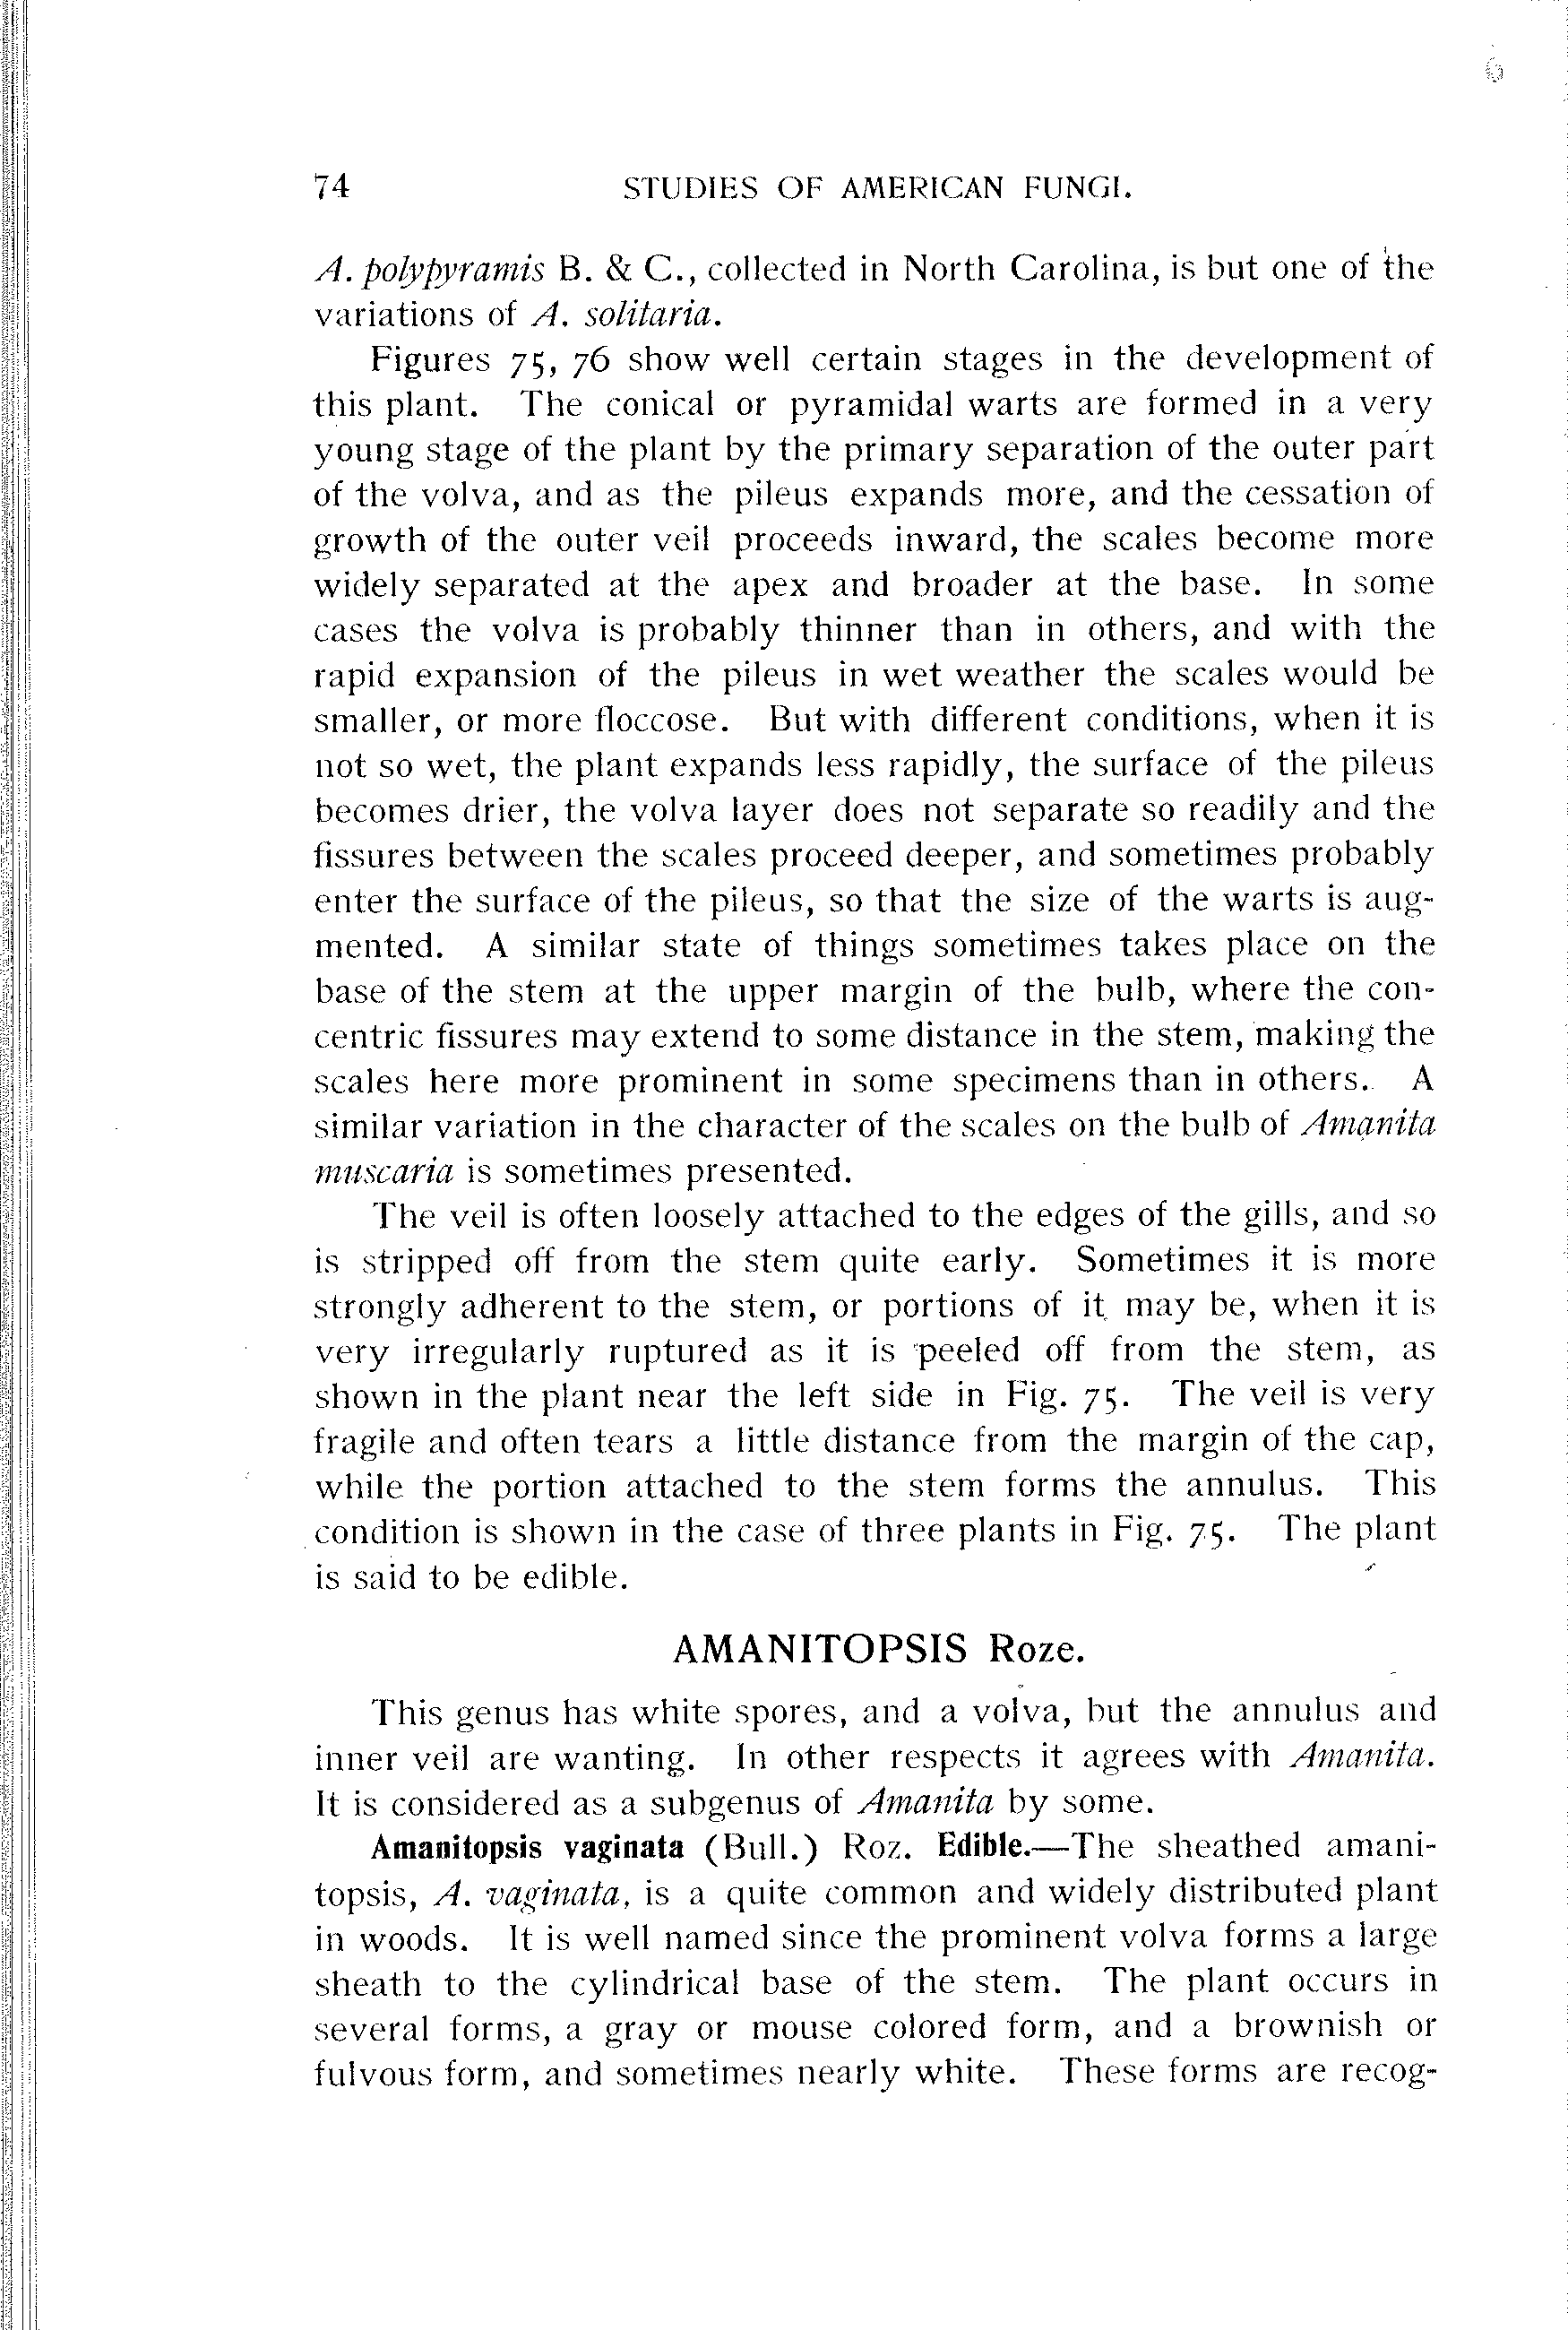 74 STUDIES OF AMERICAN FUNGI.
A. polypyramis B. & C., collected in North Carolina, is but one of the
variations of A. solitaria.
Figures 75, 76 show well certain stages in the development of
this plant. The conical or pyramidal warts are formed in a very
young stage of the plant by the primary separation of the outer part
of the volva, and as the pileus expands more, and the cessation of
growth of the outer veil proceeds inward, the scales become more
widely separated at the apex and broader at the base. In some
cases the volva is probably thinner than in others, and with the
rapid expansion of the pileus in wet weather the scales would be
smaller, or more floccose. But with different conditions, when it is
not so wet, the plant expands less rapidly, the surface of the pileus
becomes drier, the volva layer does not separate so readily and the
fissures between the scales proceed deeper, and sometimes probably
enter the surface of the pileus, so that the size of the warts is aug-
mented. A similar state of things sometimes takes place on the
base of the stem at the upper margin of the bulb, where the con-
centric fissures may extend to some distance in the stem, making the
scales here more prominent in some specimens than in others. A
similar variation in the character of the scales on the bulb of Amanita
muscaria is sometimes presented.
The veil is often loosely attached to the edges of the gills, and so
is stripped off from the stem quite early. Sometimes it is more
strongly adherent to the stem, or portions of it may be, when it is
very irregularly ruptured as it is peeled off from the stem, as
shown in the plant near the left side in Fig. 75. The veil is very
fragile and often tears a little distance from the margin of the cap,
while the portion attached to the stem forms the annulus. This
condition is shown in the case of three plants in Fig. 75. The plant
is said to be edible.
AMANITOPSIS Roze.
This genus has white spores, and a volva, but the annulus and
inner veil are wanting. In other respects it agrees with Amanita.
It is considered as a subgenus of Amanita by some.
Amanitopsis vaginata (Bull.) Roz. Edible.—The sheathed amani-
topsis, A. vaginata, is a quite common and widely distributed plant
in woods. It is well named since the prominent volva forms a large
sheath to the cylindrical base of the stem. The plant occurs in
several forms, a gray or mouse colored form, and a brownish or
fulvous form, and sometimes nearly white. These forms are recog-